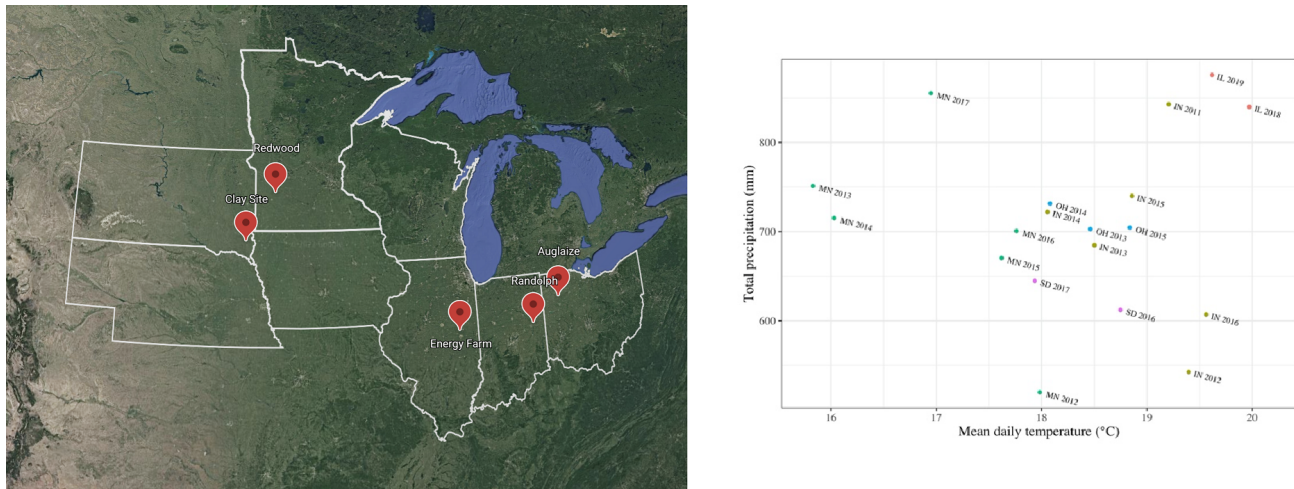 Redwood
Clay Site
Auglaize
Randolph
Energy Farm
IL 2019
MN 2017
IN 2011
IL 2018
800
MN 2013
IN 2015
MN 2014
OH 2014
IN 2014
OH 2013
OH 2015
700
MN 2016
IN 2013
MN 2015
SD 2017
SD 2016
IN 2016
600
IN 2012
MN 2012
Total precipitation (mm)
16 17 18 19 20
Mean daily temperature (°C)